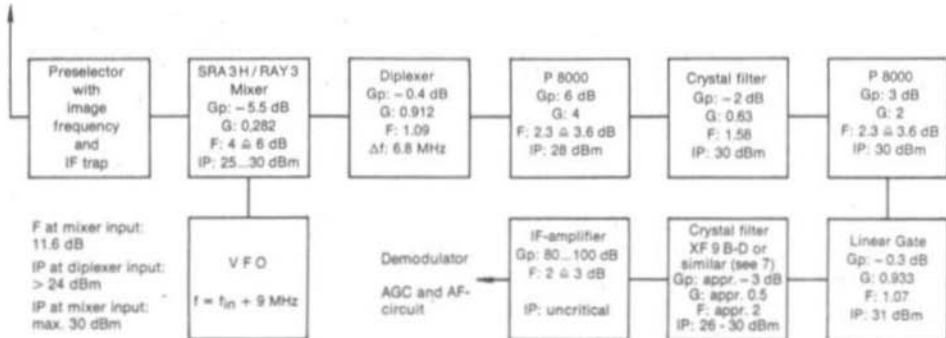 Preselector
with
image
frequency
and
IF trap
SRA3H/RAY3
Mixer
Gp: – 5.5 dB
G: 0,282
F: 4 ≙ 6 dB
IP: 25...30 dBm
Diplexer
Gp: – 0.4 dB
G: 0.912
F: 1.09
Δf: 6.8 MHz
P 8000
Gp: 6 dB
G: 4
F: 2.3 ≙ 3.6 dB
IP: 28 dBm
Crystal filter
Gp: – 2 dB
G: 0.63
F: 1.58
IP: 30 dBm
P 8000
Gp: 3 dB
G: 2
F: 2.3 ≙ 3.6 dB
IP: 30 dBm
F at mixer input:
11.6 dB
IP at diplexer input:
> 24 dBm
IP at mixer input:
max. 30 dBm
V F O
f = fin + 9 MHz
Demodulator
AGC and AF-
circuit
IF-amplifier
Gp: 80...100 dB
F: 2 ≙ 3 dB
IP: uncritical
Crystal filter
XF 9 B-D or
similar (see 7)
Gp: appr. – 3 dB
G: appr. 0.5
F: appr. 2
IP: 26 - 30 dBm
Linear Gate
Gp: – 0.3 dB
G: 0.933
F: 1.07
IP: 31 dBm